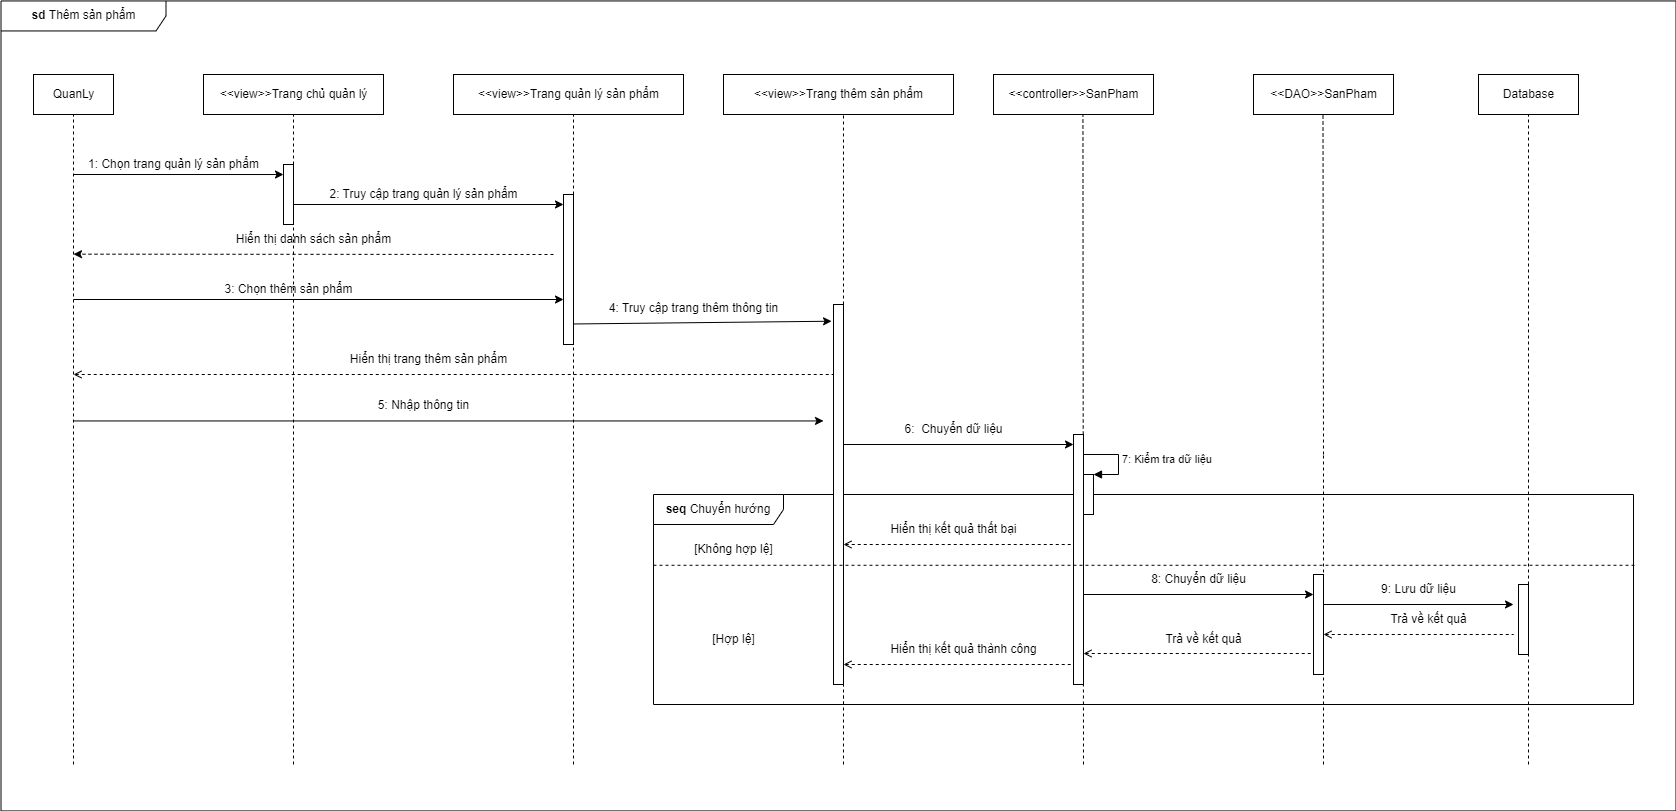 sd Thêm sản phẩm
QuanLy
<<view>>Trang chủ quản lý
<<view>>Trang quản lý sản phẩm
<<view>>Trang thêm sản phẩm
<<controller>>SanPham
<<DAO>>SanPham
Database
1: Chọn trang quản lý sản phẩm
2: Truy cập trang quản lý sản phẩm
Hiển thị danh sách sản phẩm
3: Chọn thêm sản phẩm
4: Truy cập trang thêm thông tin
Hiển thị trang thêm sản phẩm
5: Nhập thông tin
6: Chuyển dữ liệu
7: Kiểm tra dữ liệu
seq Chuyển hướng
Hiển thị kết quả thất bại
[Không hợp lệ]
8: Chuyển dữ liệu
9: Lưu dữ liệu
Trả về kết quả
[Hợp lệ]
Trả về kết quả
Hiển thị kết quả thành công